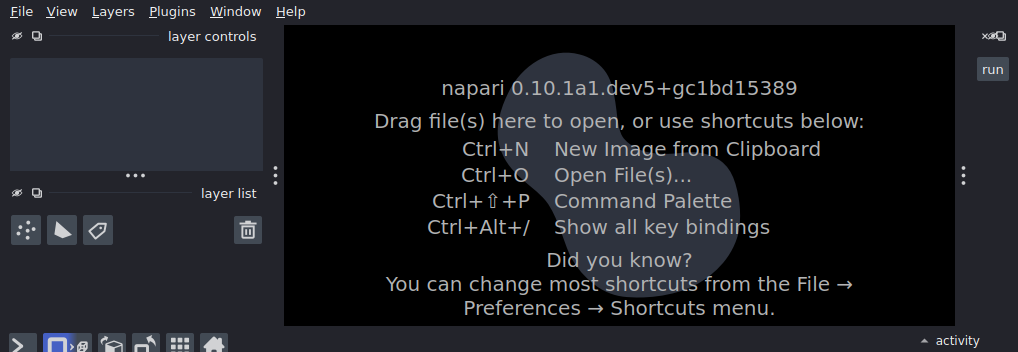 File View Layers Plugins Window Help
layer controls
run
napari 0.10.1a1.dev5+gc1bd15389
Drag file(s) here to open, or use shortcuts below:
Ctrl+N New Image from Clipboard
Ctrl+O Open File(s)...
Ctrl+⇧+P Command Palette
Ctrl+Alt+/ Show all key bindings
layer list
Did you know?
You can change most shortcuts from the File →
Preferences → Shortcuts menu.
activity